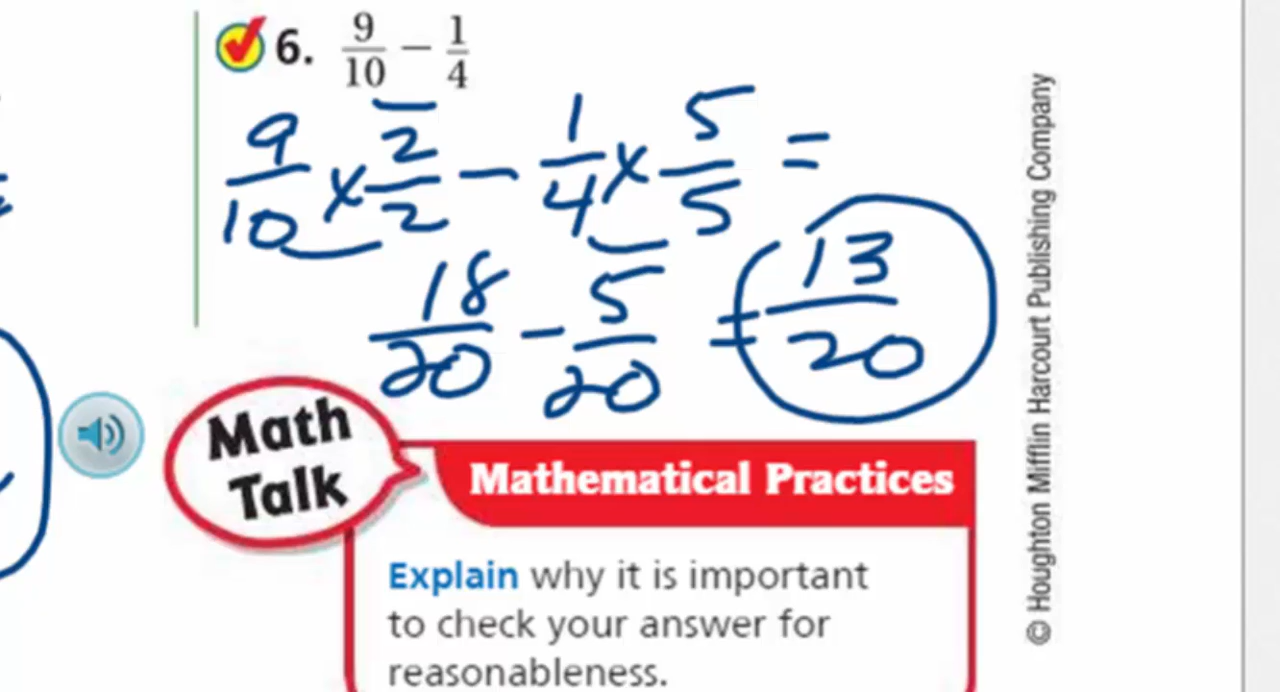 6. 9/10 − 1/4
9/10 × 2/2 − 1/4 × 5/5 =
18/20 − 5/20 = 13/20
Math
Talk
Mathematical Practices
Explain why it is important
to check your answer for
reasonableness.
© Houghton Mifflin Harcourt Publishing Company